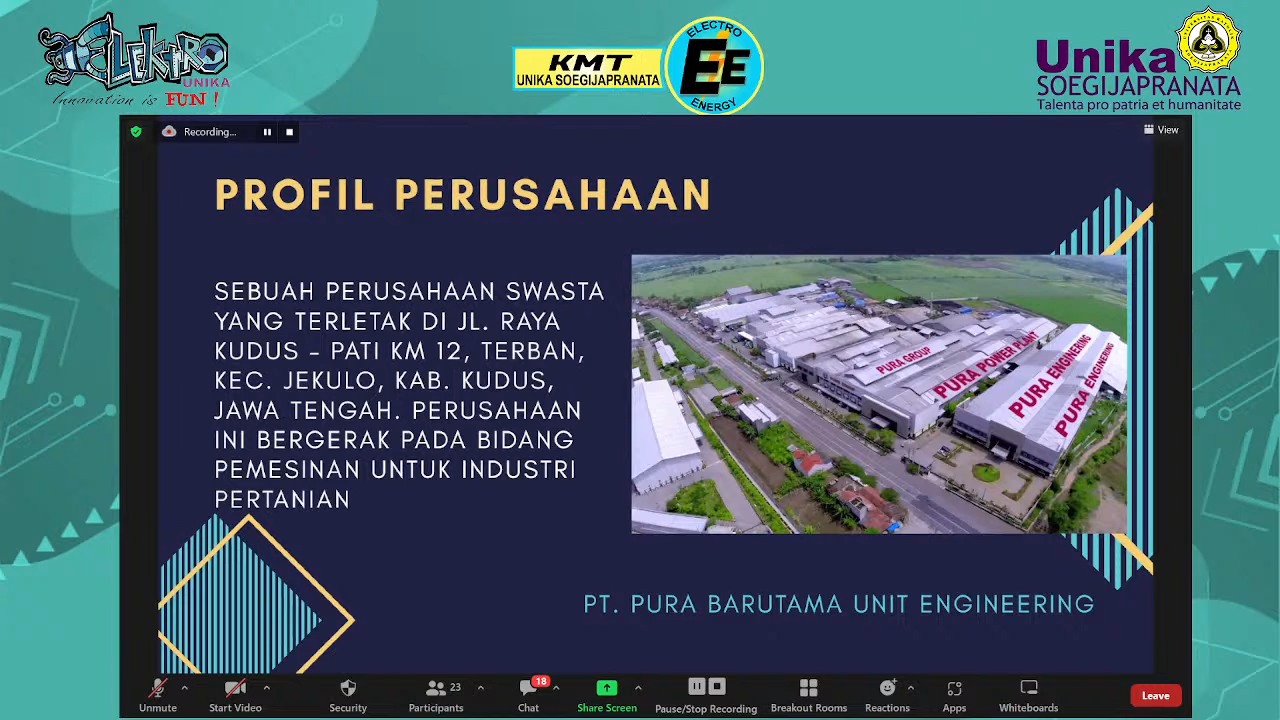 ELEKTRO
UNIKA
Innovation is FUN !
KMT
UNIKA SOEGIJAPRANATA
ELECTRO
EE
ENERGY
Unika
SOEGIJAPRANATA
Talenta pro patria et humanitate
Recording...
View
PROFIL PERUSAHAAN
SEBUAH PERUSAHAAN SWASTA
YANG TERLETAK DI JL. RAYA
KUDUS - PATI KM 12, TERBAN,
KEC. JEKULO, KAB. KUDUS,
JAWA TENGAH. PERUSAHAAN
INI BERGERAK PADA BIDANG
PEMESINAN UNTUK INDUSTRI
PERTANIAN
PURA GROUP
PURA POWER PLANT
PURA ENGINEERING
PURA ENGINEERING
PT. PURA BARUTAMA UNIT ENGINEERING
Unmute
Start Video
Security
23
Participants
18
Chat
Share Screen
Pause/Stop Recording
Breakout Rooms
Reactions
Apps
Whiteboards
Leave